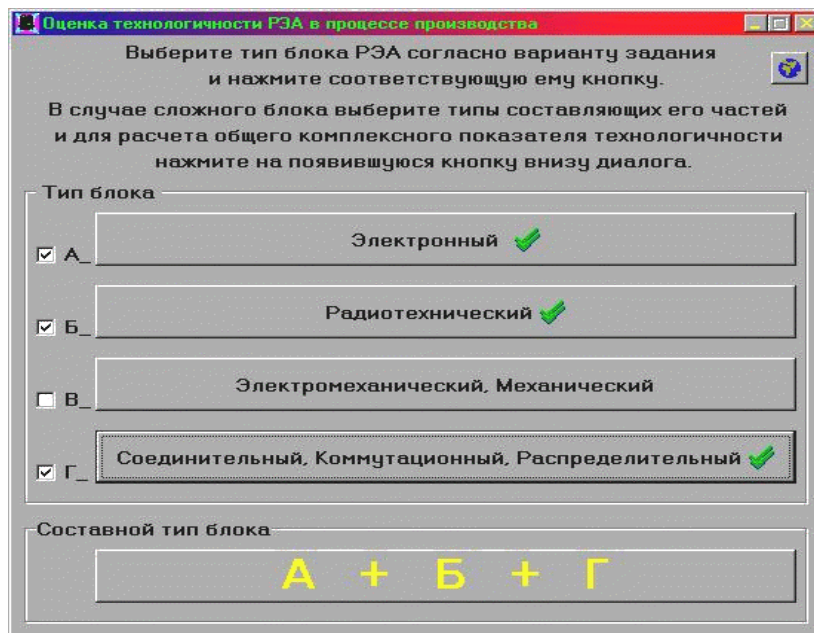 Оценка технологичности РЭА в процессе производства
Выберите тип блока РЭА согласно варианту задания
и нажмите соответствующую ему кнопку.
В случае сложного блока выберите типы составляющих его частей
и для расчета общего комплексного показателя технологичности
нажмите на появившуюся кнопку внизу диалога.
Тип блока
А_ Электронный
Б_ Радиотехнический
В_ Электромеханический, Механический
Г_ Соединительный, Коммутационный, Распределительный
Составной тип блока
А + Б + Г